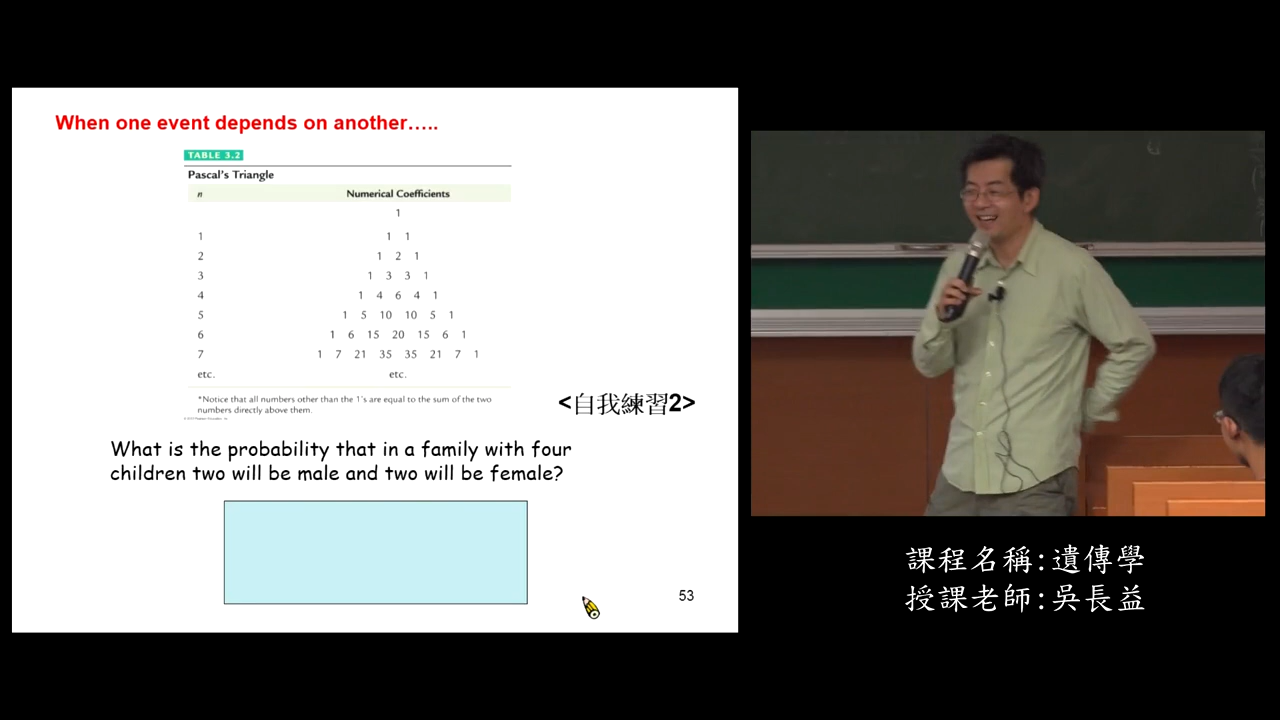 When one event depends on another…..
TABLE 3.2
Pascal's Triangle
n Numerical Coefficients
1
1 1 1
2 1 2 1
3 1 3 3 1
4 1 4 6 4 1
5 1 5 10 10 5 1
6 1 6 15 20 15 6 1
7 1 7 21 35 35 21 7 1
etc. etc.
*Notice that all numbers other than the 1's are equal to the sum of the two
numbers directly above them.
<自我練習2>
What is the probability that in a family with four
children two will be male and two will be female?
53
課程名稱:遺傳學
授課老師:吳長益